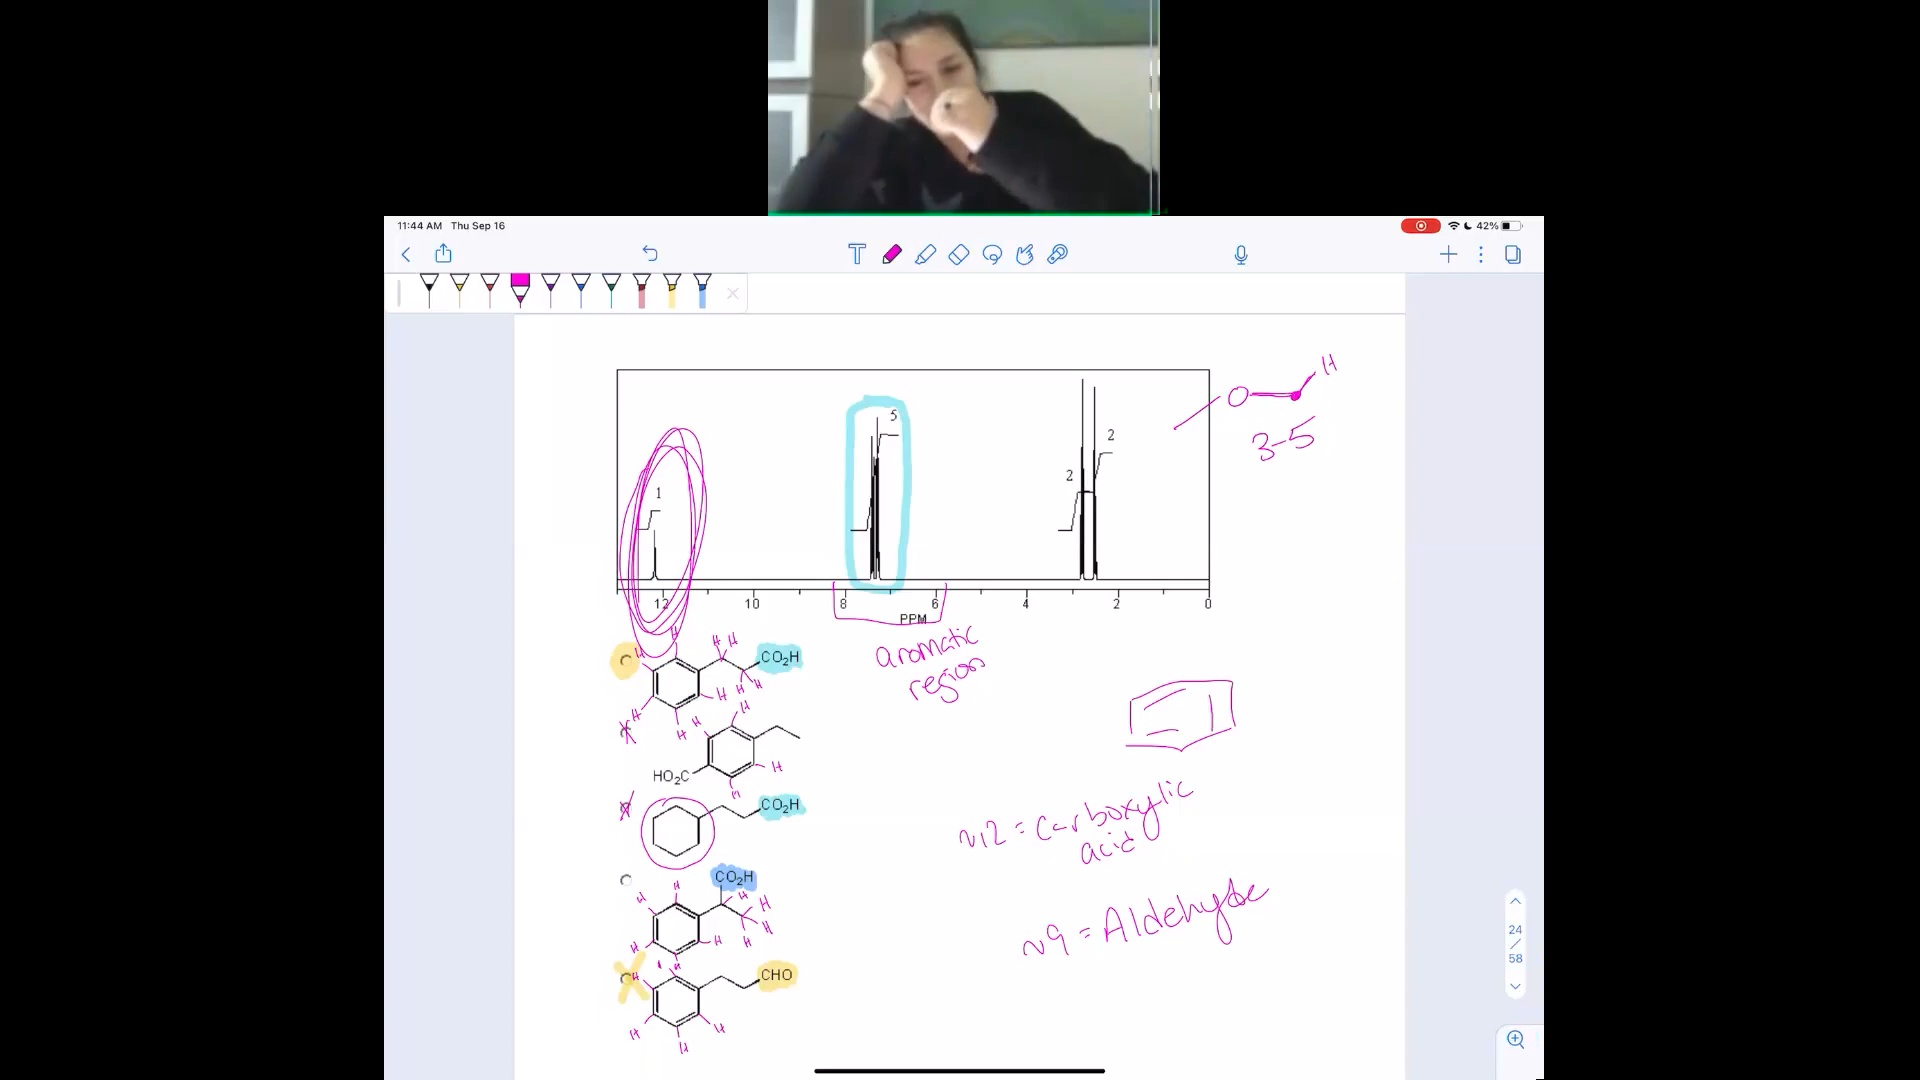 11:44 AM Thu Sep 16
42%
H
O
3-5
5
2
2
1
12
10
8
6
4
2
0
PPM
aromatic
region
H
H
H H
CO₂H
H
H H
H
H
H
H
H
HO₂C
H
CO₂H
~12 = carboxylic
acid
CO₂H
H
H
H
H
H
H
H
H
~9 = Aldehyde
H
H
CHO
H
H
H
24
/
58